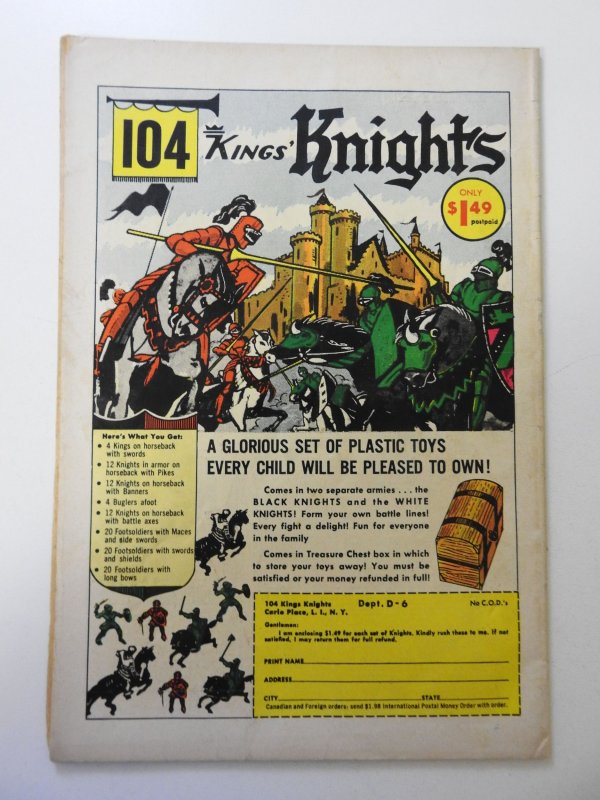 104
KINGS' Knights
ONLY
$1.49
postpaid
Here's What You Get:
• 4 Kings on horseback
with swords
• 12 Knights in armor on
horseback with Pikes
• 12 Knights on horseback
with Banners
• 4 Buglers afoot
• 12 Knights on horseback
with battle axes
• 20 Footsoldiers with Maces
and side swords
• 20 Footsoldiers with swords
and shields
• 20 Footsoldiers with
long bows
A GLORIOUS SET OF PLASTIC TOYS
EVERY CHILD WILL BE PLEASED TO OWN!
Comes in two separate armies ... the
BLACK KNIGHTS and the WHITE
KNIGHTS! Form your own battle lines!
Every fight a delight! Fun for everyone
in the family
Comes in Treasure Chest box in which
to store your toys away! You must be
satisfied or your money refunded in full!
104 Kings Knights Dept. D-6 No C.O.D.'s
Carle Place, L. I., N. Y.
Gentlemen:
I am enclosing $1.49 for each set of Knights. Kindly rush these to me. If not
satisfied, I may return them for full refund.
PRINT NAME
ADDRESS
CITY STATE
Canadian and Foreign orders: send $1.98 International Postal Money Order with order.